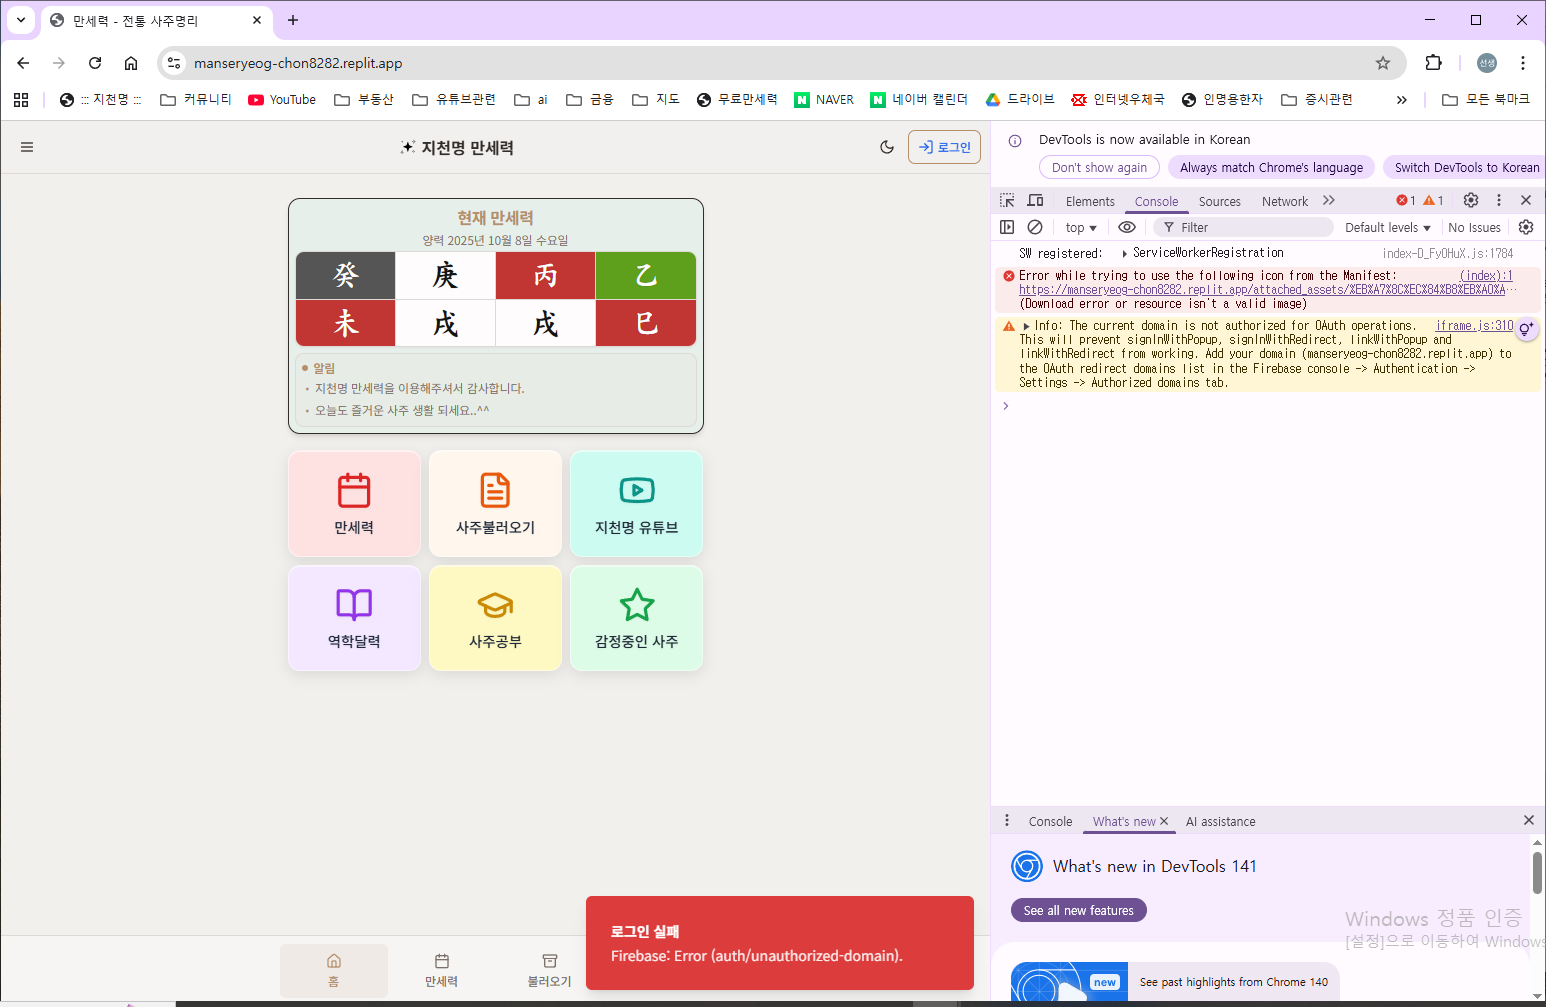 만세력 - 전통 사주명리
manseryeog-chon8282.replit.app
선생
::: 지천명 :::
커뮤니티
YouTube
부동산
유튜브관련
ai
금융
지도
무료만세력
NAVER
네이버 캘린더
드라이브
인터넷우체국
인명용한자
증시관련
모든 북마크
지천명 만세력
로그인
현재 만세력
양력 2025년 10월 8일 수요일
癸 庚 丙 乙
未 戌 戌 巳
알림
• 지천명 만세력을 이용해주셔서 감사합니다.
• 오늘도 즐거운 사주 생활 되세요..^^
만세력
사주불러오기
지천명 유튜브
역학달력
사주공부
감정중인 사주
홈
만세력
불러오기
로그인 실패
Firebase: Error (auth/unauthorized-domain).
DevTools is now available in Korean
Don't show again
Always match Chrome's language
Switch DevTools to Korean
Elements
Console
Sources
Network
1
1
top
Filter
Default levels
No Issues
SW registered: ServiceWorkerRegistration index-D_FyOHuX.js:1784
Error while trying to use the following icon from the Manifest: (index):1
https://manseryeog-chon8282.replit.app/attached_assets/%EB%A7%8C%EC%84%B8%EB%A0%A…
(Download error or resource isn't a valid image)
Info: The current domain is not authorized for OAuth operations. iframe.js:310
This will prevent signInWithPopup, signInWithRedirect, linkWithPopup and
linkWithRedirect from working. Add your domain (manseryeog-chon8282.replit.app) to
the OAuth redirect domains list in the Firebase console -> Authentication ->
Settings -> Authorized domains tab.
Console
What's new
AI assistance
What's new in DevTools 141
See all new features
new
See past highlights from Chrome 140
Windows 정품 인증
[설정]으로 이동하여 Windows